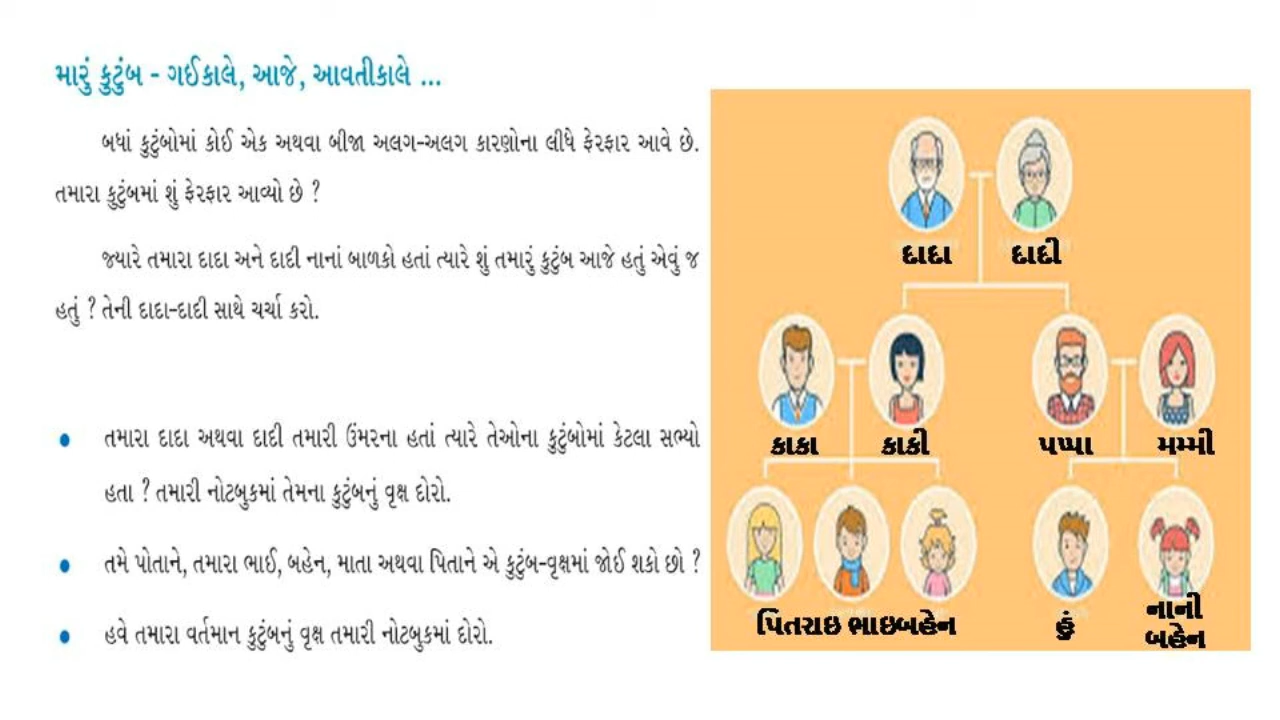 મારું કુટુંબ - ગઈકાલે, આજે, આવતીકાલે ...
બધાં કુટુંબોમાં કોઈ એક અથવા બીજા અલગ-અલગ કારણોના લીધે ફેરફાર આવે છે.
તમારા કુટુંબમાં શું ફેરફાર આવ્યો છે ?
જ્યારે તમારા દાદા અને દાદી નાનાં બાળકો હતાં ત્યારે શું તમારું કુટુંબ આજે હતું એવું જ
હતું ? તેની દાદા-દાદી સાથે ચર્ચા કરો.
• તમારા દાદા અથવા દાદી તમારી ઉંમરના હતાં ત્યારે તેઓના કુટુંબોમાં કેટલા સભ્યો
હતા ? તમારી નોટબુકમાં તેમના કુટુંબનું વૃક્ષ દોરો.
• તમે પોતાને, તમારા ભાઈ, બહેન, માતા અથવા પિતાને એ કુટુંબ-વૃક્ષમાં જોઈ શકો છો ?
• હવે તમારા વર્તમાન કુટુંબનું વૃક્ષ તમારી નોટબુકમાં દોરો.
દાદા દાદી
કાકા કાકી પપ્પા મમ્મી
પિતરાઇ ભાઇબહેન હું નાની
બહેન